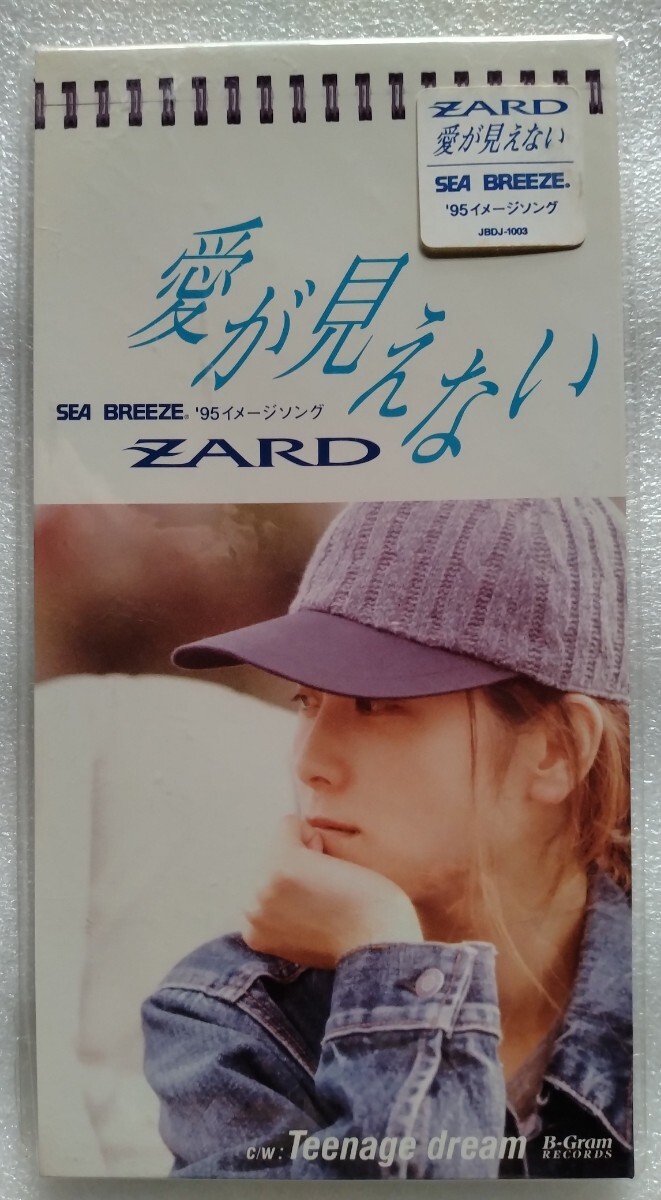 ZARD
愛が見えない
SEA BREEZE®
'95イメージソング
JBDJ-1003
愛が見えない
SEA BREEZE® '95イメージソング
ZARD
c/w: Teenage dream
B-Gram
RECORDS